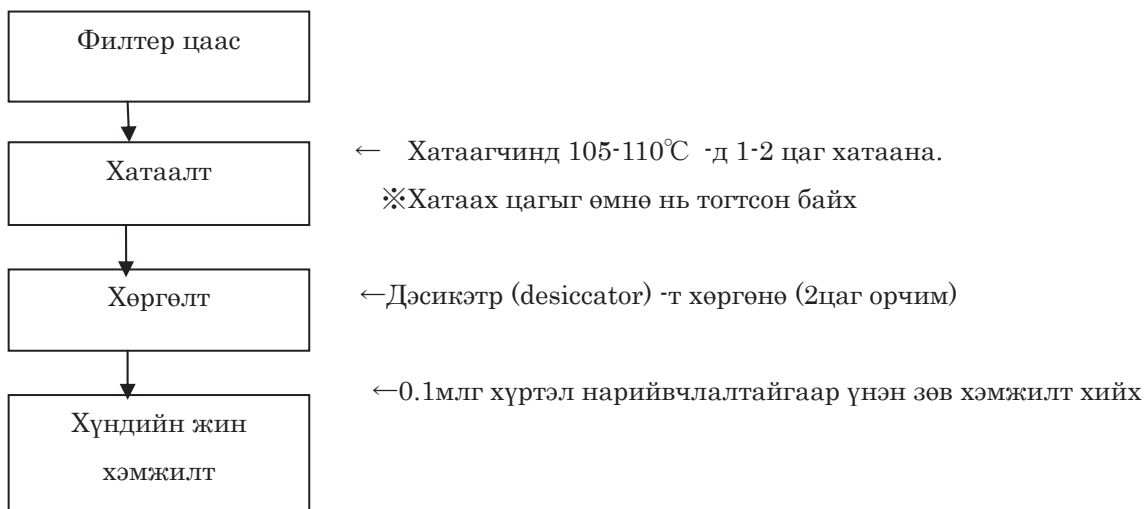 Филтер цаас
Хатаалт
← Хатаагчинд 105-110℃ -д 1-2 цаг хатаана.
※Хатаах цагыг өмнө нь тогтсон байх
Хөргөлт
←Дэсикэтр (desiccator) -т хөргөнө (2цаг орчим)
Хүндийн жин
хэмжилт
←0.1млг хүртэл нарийвчлалтайгаар үнэн зөв хэмжилт хийх